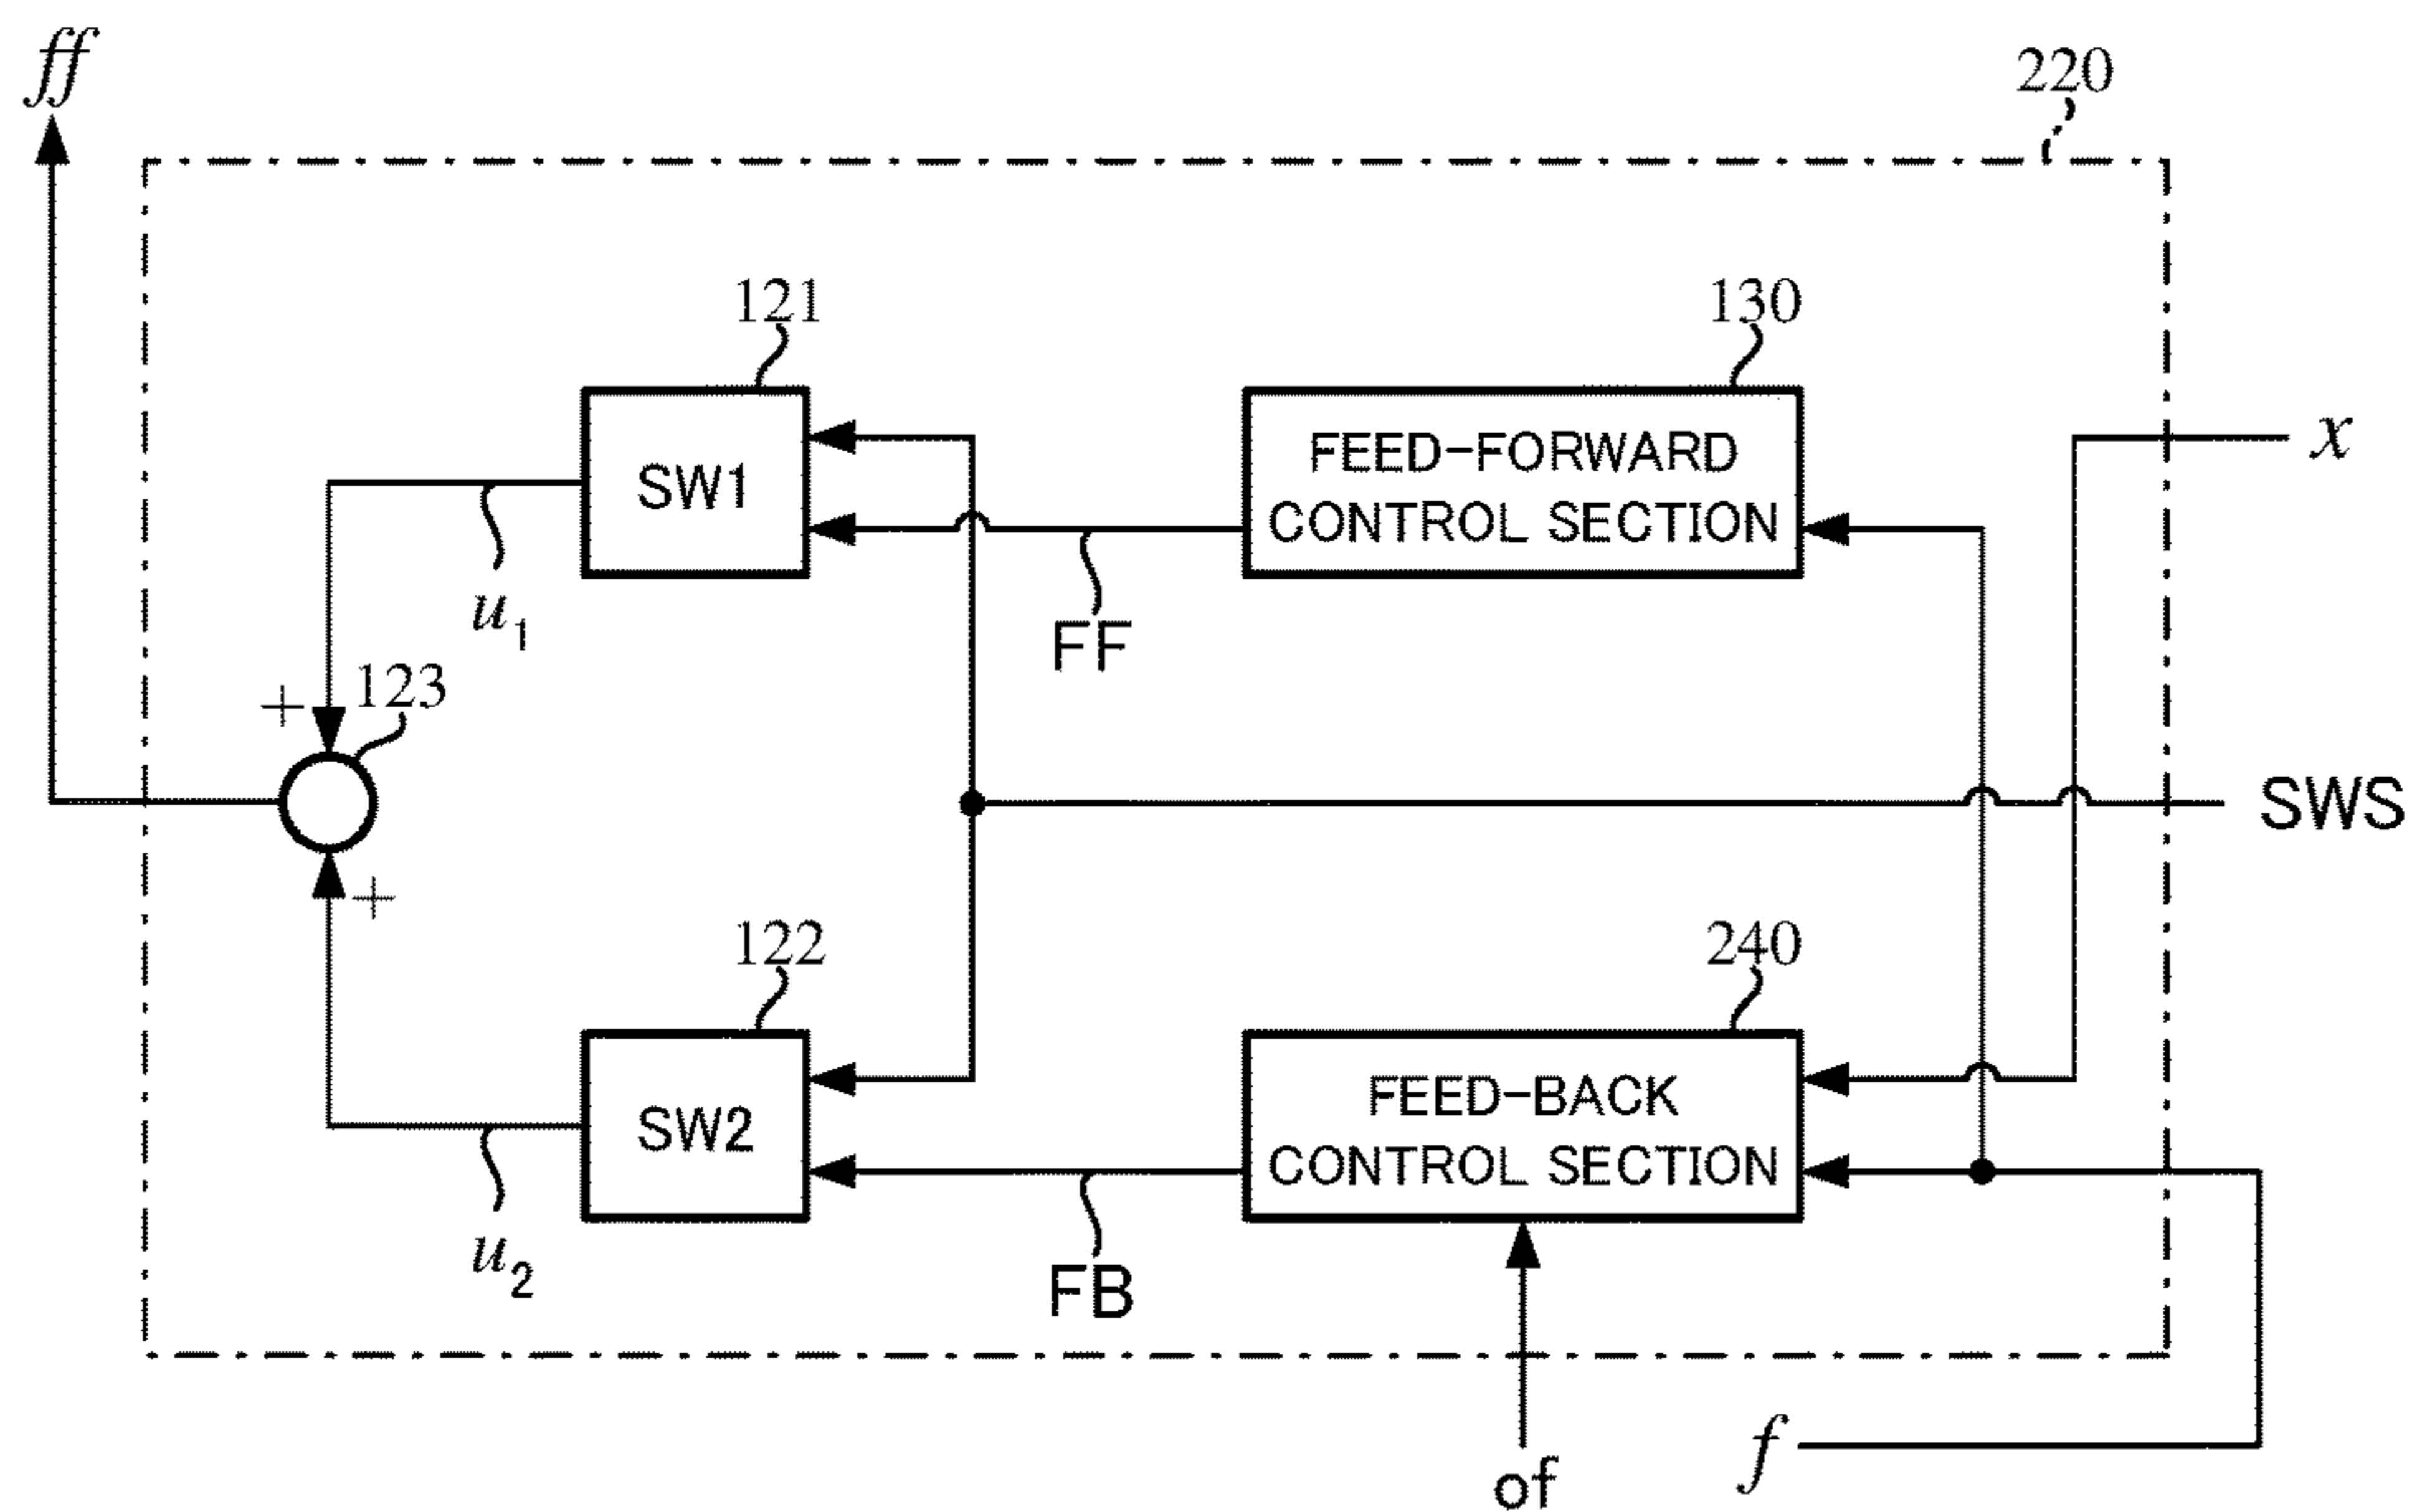 ff
220
121
130
x
SW1
FEED-FORWARD
CONTROL SECTION
u1
FF
+
123
SWS
+
122
240
SW2
FEED-BACK
CONTROL SECTION
u2
FB
f
of